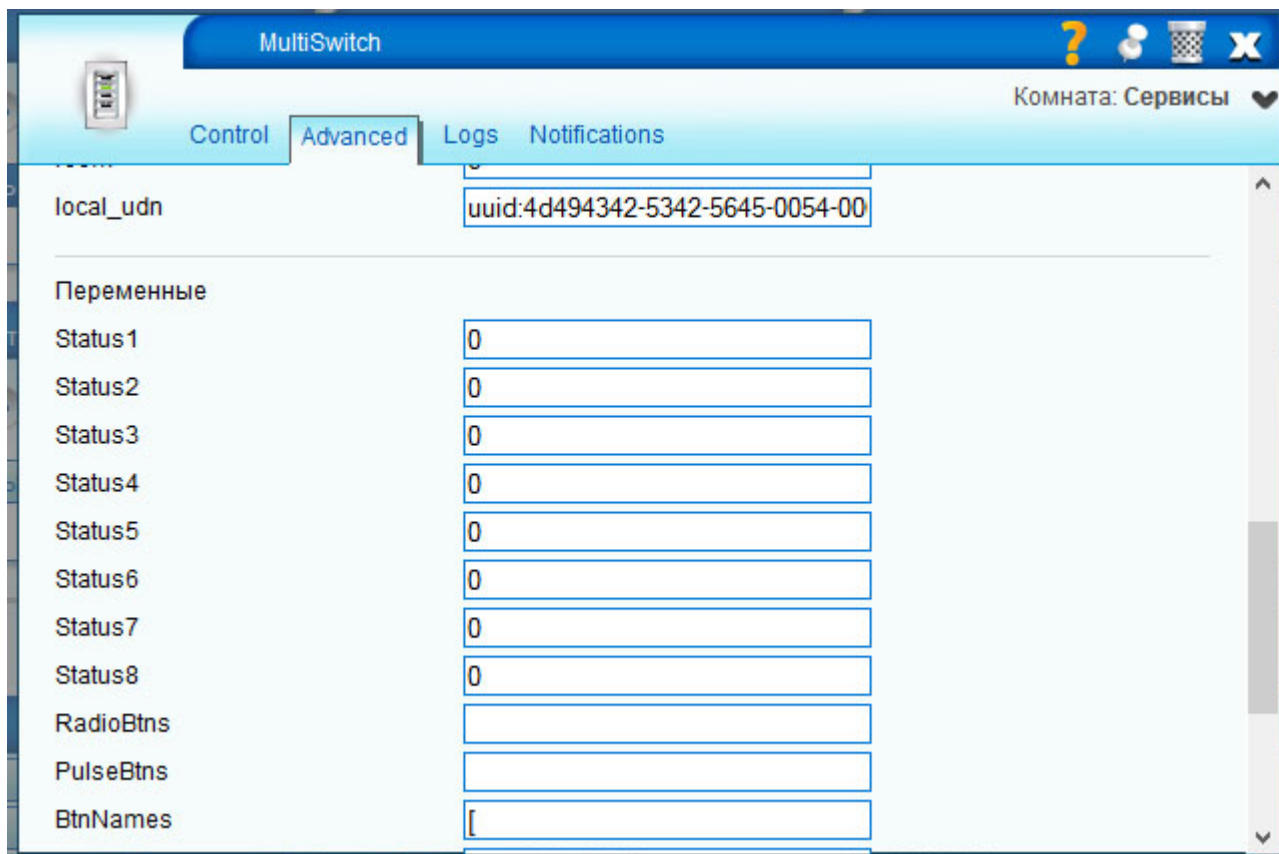 MultiSwitch
Комната: Сервисы
Control Advanced Logs Notifications
local_udn uuid:4d494342-5342-5645-0054-00
Переменные
Status1 0
Status2 0
Status3 0
Status4 0
Status5 0
Status6 0
Status7 0
Status8 0
RadioBtns
PulseBtns
BtnNames [